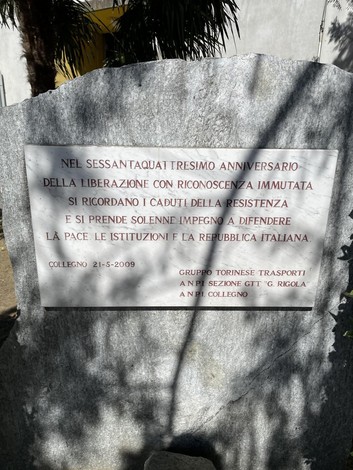 NEL SESSANTAQUATTRESIMO ANNIVERSARIO
DELLA LIBERAZIONE CON RICONOSCENZA IMMUTATA
SI RICORDANO I CADUTI DELLA RESISTENZA
E SI PRENDE SOLENNE IMPEGNO A DIFENDERE
LA PACE LE ISTITUZIONI E LA REPUBBLICA ITALIANA
COLLEGNO 21-5-2009
GRUPPO TORINESE TRASPORTI
A.N.P.I. SEZIONE GTT "G. RIGOLA
A.N.P.I. COLLEGNO